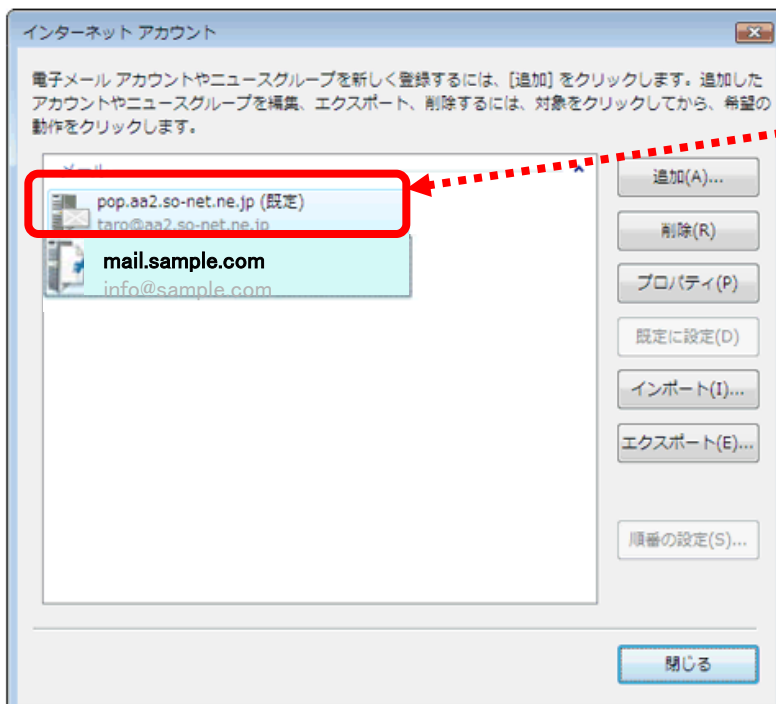 インターネット アカウント
電子メール アカウントやニュースグループを新しく登録するには、[追加] をクリックします。追加した
アカウントやニュースグループを編集、エクスポート、削除するには、対象をクリックしてから、希望の
動作をクリックします。
メール
追加(A)...
pop.aa2.so-net.ne.jp (既定)
taro@aa2.so-net.ne.jp
削除(R)
mail.sample.com
info@sample.com
プロパティ(P)
既定に設定(D)
インポート(I)...
エクスポート(E)...
順番の設定(S)...
閉じる